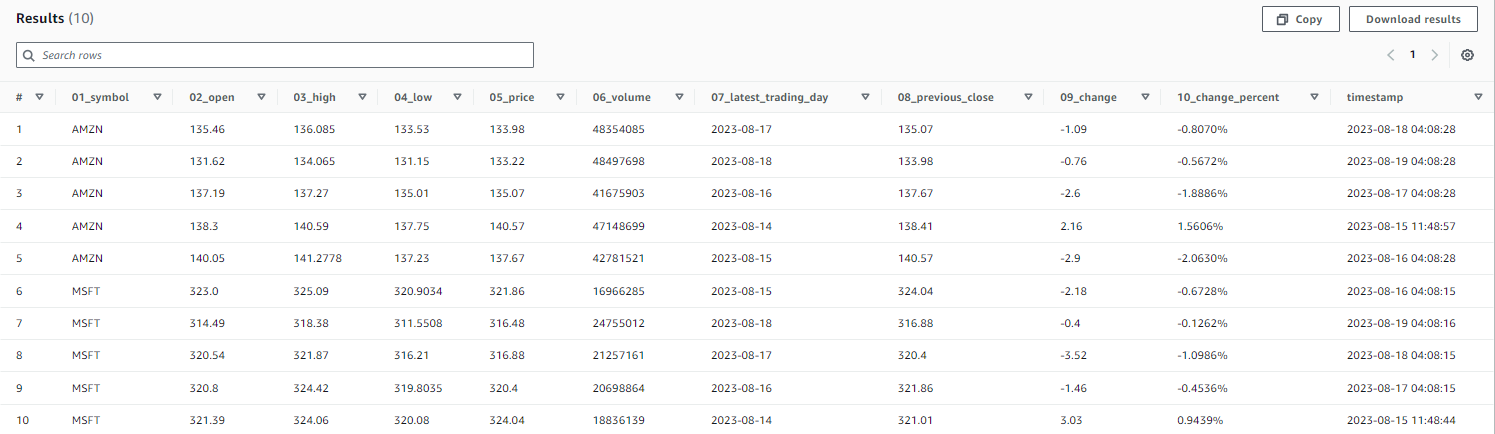 Results (10)
Copy
Download results
Search rows
1
# 01_symbol 02_open 03_high 04_low 05_price 06_volume 07_latest_trading_day 08_previous_close 09_change 10_change_percent timestamp
1 AMZN 135.46 136.085 133.53 133.98 48354085 2023-08-17 135.07 -1.09 -0.8070% 2023-08-18 04:08:28
2 AMZN 131.62 134.065 131.15 133.22 48497698 2023-08-18 133.98 -0.76 -0.5672% 2023-08-19 04:08:28
3 AMZN 137.19 137.27 135.01 135.07 41675903 2023-08-16 137.67 -2.6 -1.8886% 2023-08-17 04:08:28
4 AMZN 138.3 140.59 137.75 140.57 47148699 2023-08-14 138.41 2.16 1.5606% 2023-08-15 11:48:57
5 AMZN 140.05 141.2778 137.23 137.67 42781521 2023-08-15 140.57 -2.9 -2.0630% 2023-08-16 04:08:28
6 MSFT 323.0 325.09 320.9034 321.86 16966285 2023-08-15 324.04 -2.18 -0.6728% 2023-08-16 04:08:15
7 MSFT 314.49 318.38 311.5508 316.48 24755012 2023-08-18 316.88 -0.4 -0.1262% 2023-08-19 04:08:16
8 MSFT 320.54 321.87 316.21 316.88 21257161 2023-08-17 320.4 -3.52 -1.0986% 2023-08-18 04:08:15
9 MSFT 320.8 324.42 319.8035 320.4 20698864 2023-08-16 321.86 -1.46 -0.4536% 2023-08-17 04:08:15
10 MSFT 321.39 324.06 320.08 324.04 18836139 2023-08-14 321.01 3.03 0.9439% 2023-08-15 11:48:44